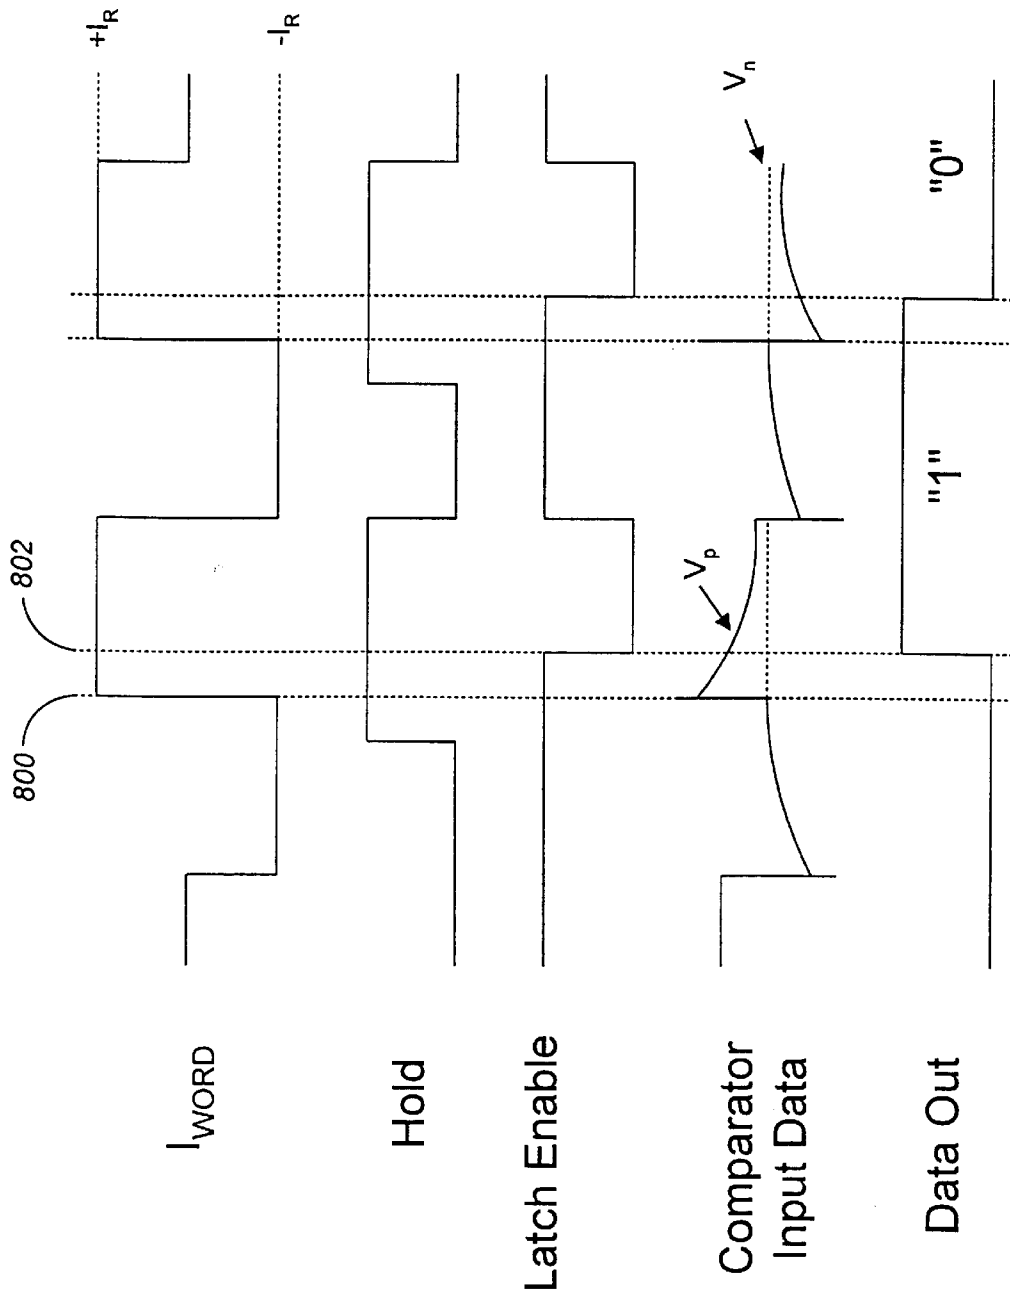 800
802
+I_R
-I_R
I_WORD
Hold
Latch Enable
Comparator
Input Data
V_p
V_n
Data Out
"1"
"0"